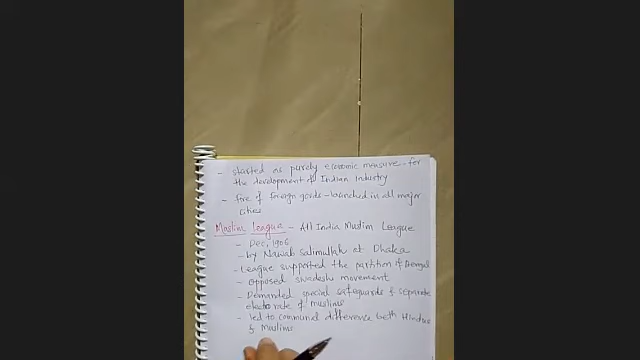 - started as purely economic measure for
the development of Indian Industry
- fire of foreign goods - launched in all major
cities
Muslim League - All India Muslim League
- Dec, 1906
- by Nawab Salimullah at Dhaka
- League supported the partition of Bengal
- opposed swadeshi movement
- Demanded special safeguards & separate
electorate of muslims
- led to communal difference beth Hindus
& Muslims